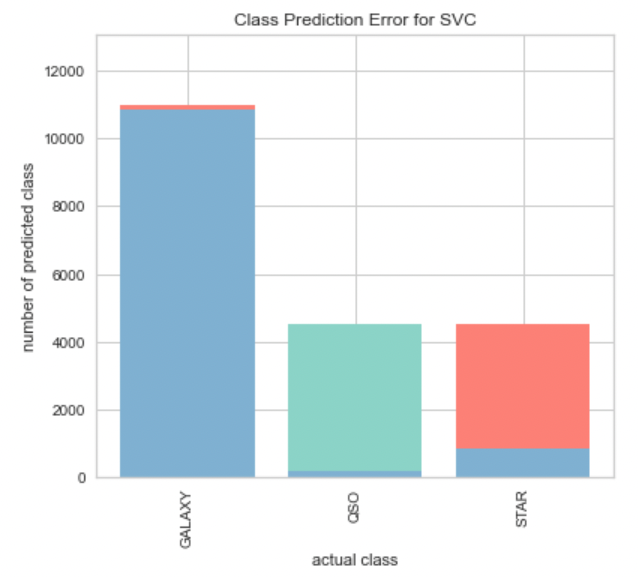 Class Prediction Error for SVC
12000
10000
8000
6000
4000
2000
0
number of predicted class
GALAXY
QSO
STAR
actual class